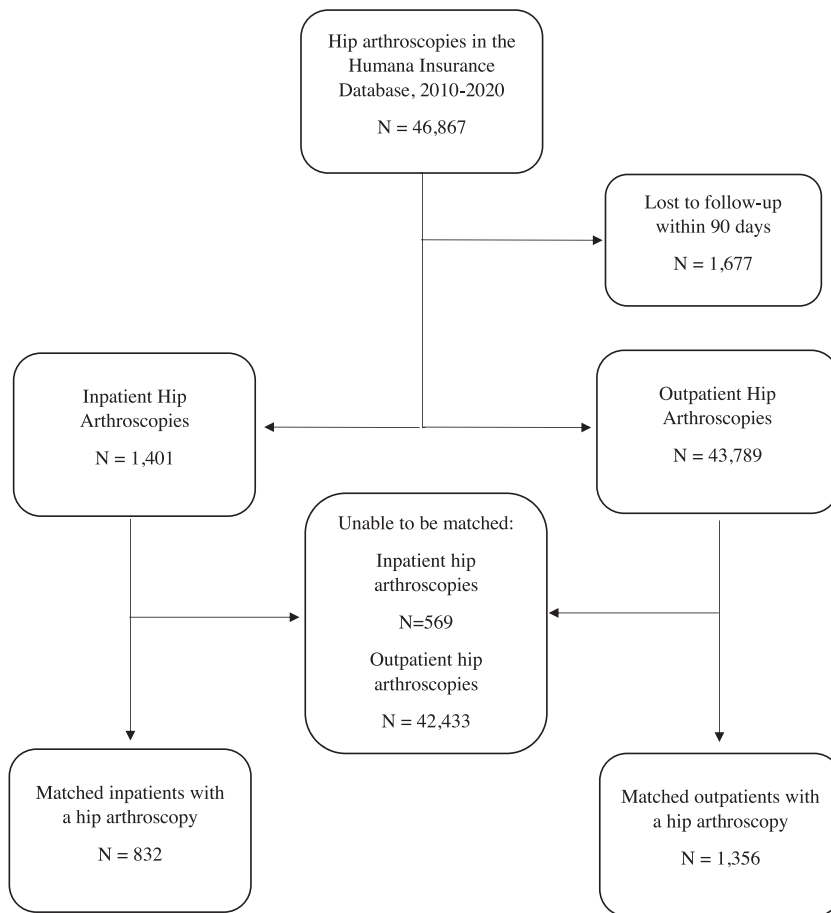 Hip arthroscopies in the
Humana Insurance
Database, 2010-2020
N = 46,867
Lost to follow-up
within 90 days
N = 1,677
Inpatient Hip
Arthroscopies
N = 1,401
Outpatient Hip
Arthroscopies
N = 43,789
Unable to be matched:
Inpatient hip
arthroscopies
N=569
Outpatient hip
arthroscopies
N = 42,433
Matched inpatients with
a hip arthroscopy
N = 832
Matched outpatients with
a hip arthroscopy
N = 1,356